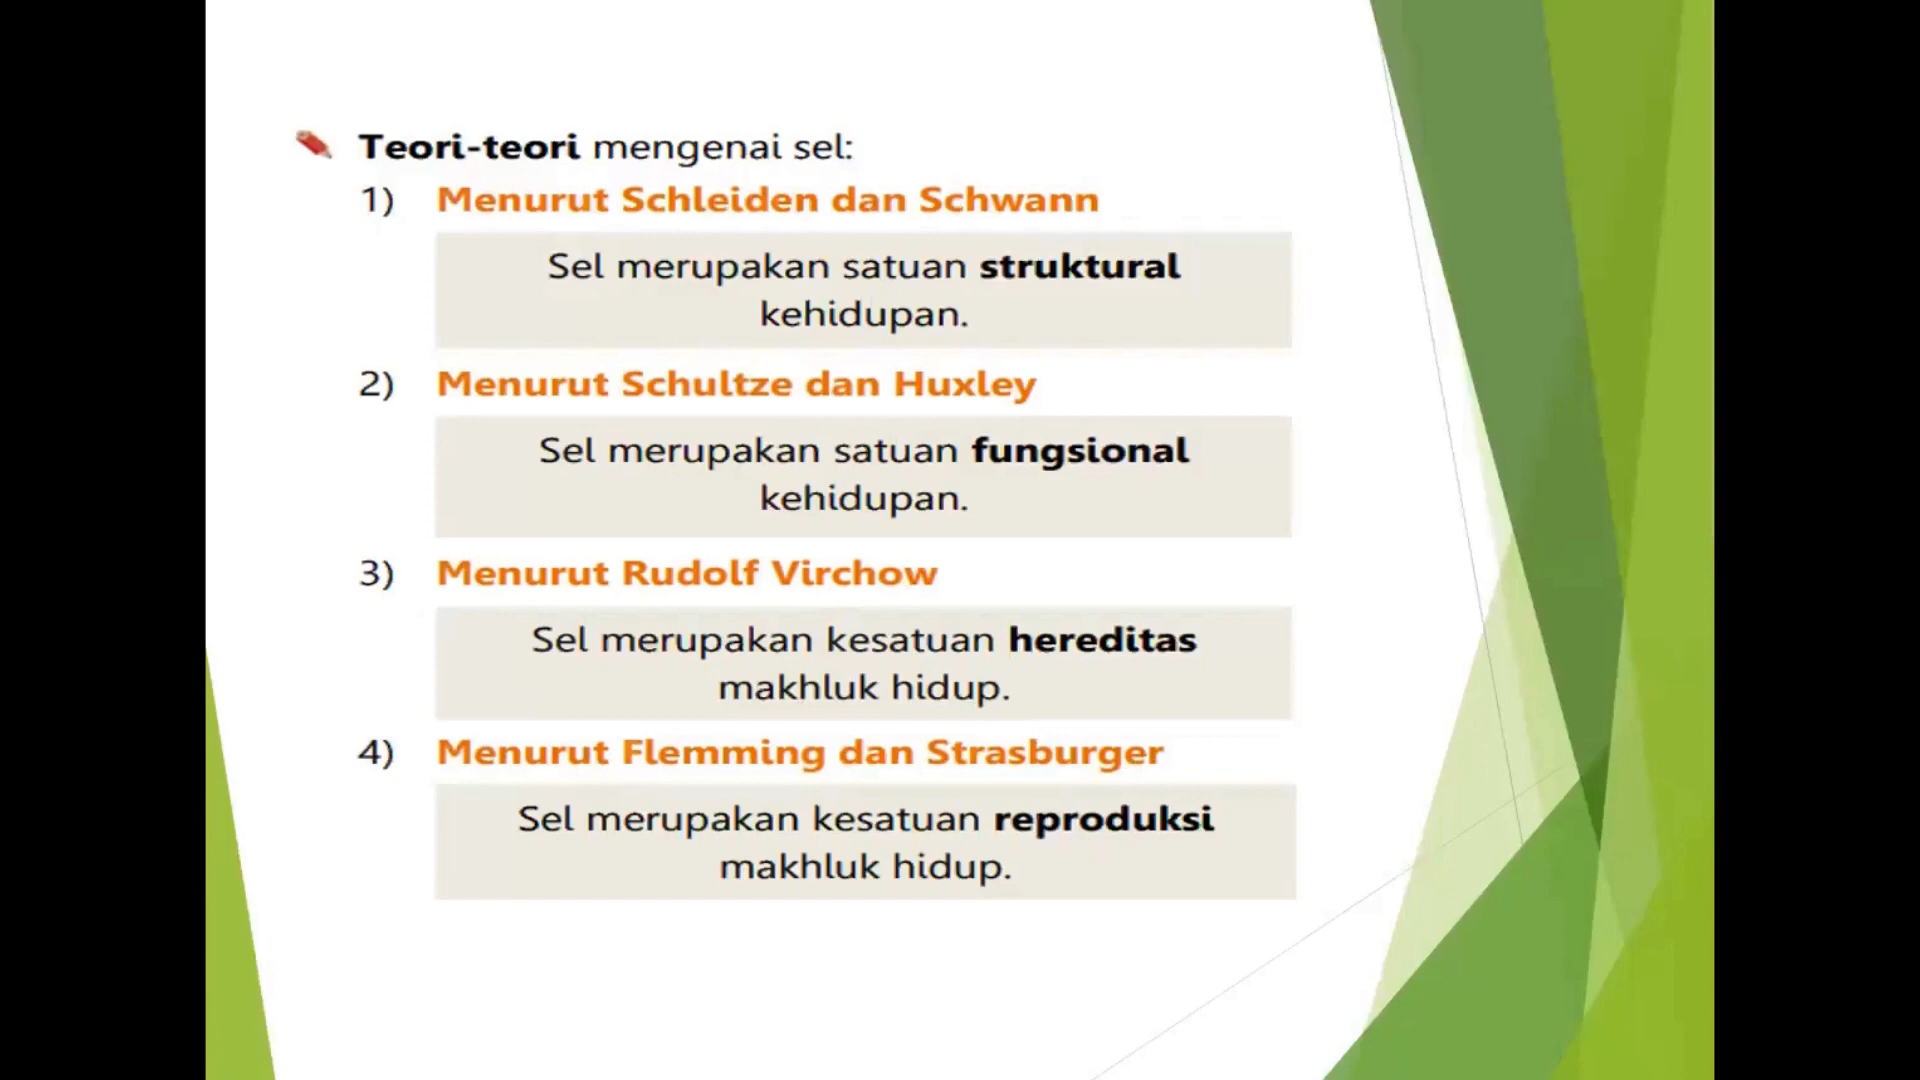 Teori-teori mengenai sel:
1) Menurut Schleiden dan Schwann
Sel merupakan satuan struktural
kehidupan.
2) Menurut Schultze dan Huxley
Sel merupakan satuan fungsional
kehidupan.
3) Menurut Rudolf Virchow
Sel merupakan kesatuan hereditas
makhluk hidup.
4) Menurut Flemming dan Strasburger
Sel merupakan kesatuan reproduksi
makhluk hidup.